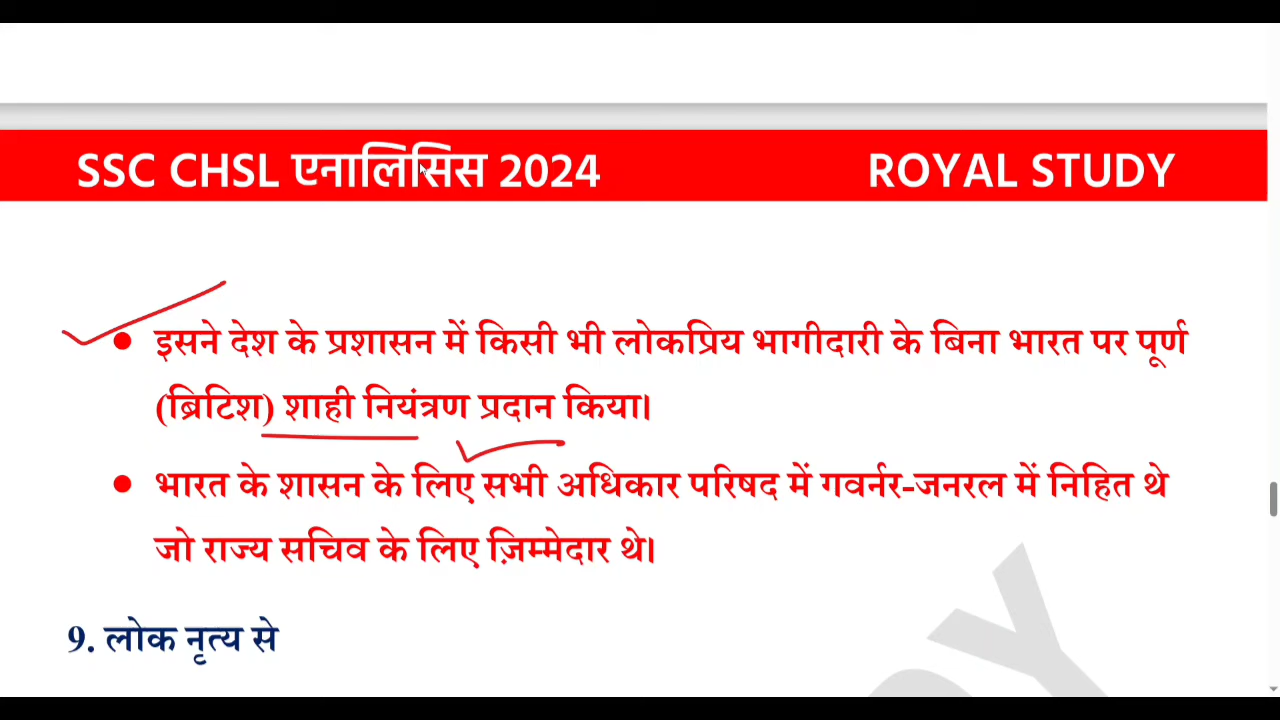 SSC CHSL एनालिसिस 2024 ROYAL STUDY
• इसने देश के प्रशासन में किसी भी लोकप्रिय भागीदारी के बिना भारत पर पूर्ण
(ब्रिटिश) शाही नियंत्रण प्रदान किया।
• भारत के शासन के लिए सभी अधिकार परिषद में गवर्नर-जनरल में निहित थे
जो राज्य सचिव के लिए ज़िम्मेदार थे।
9. लोक नृत्य से